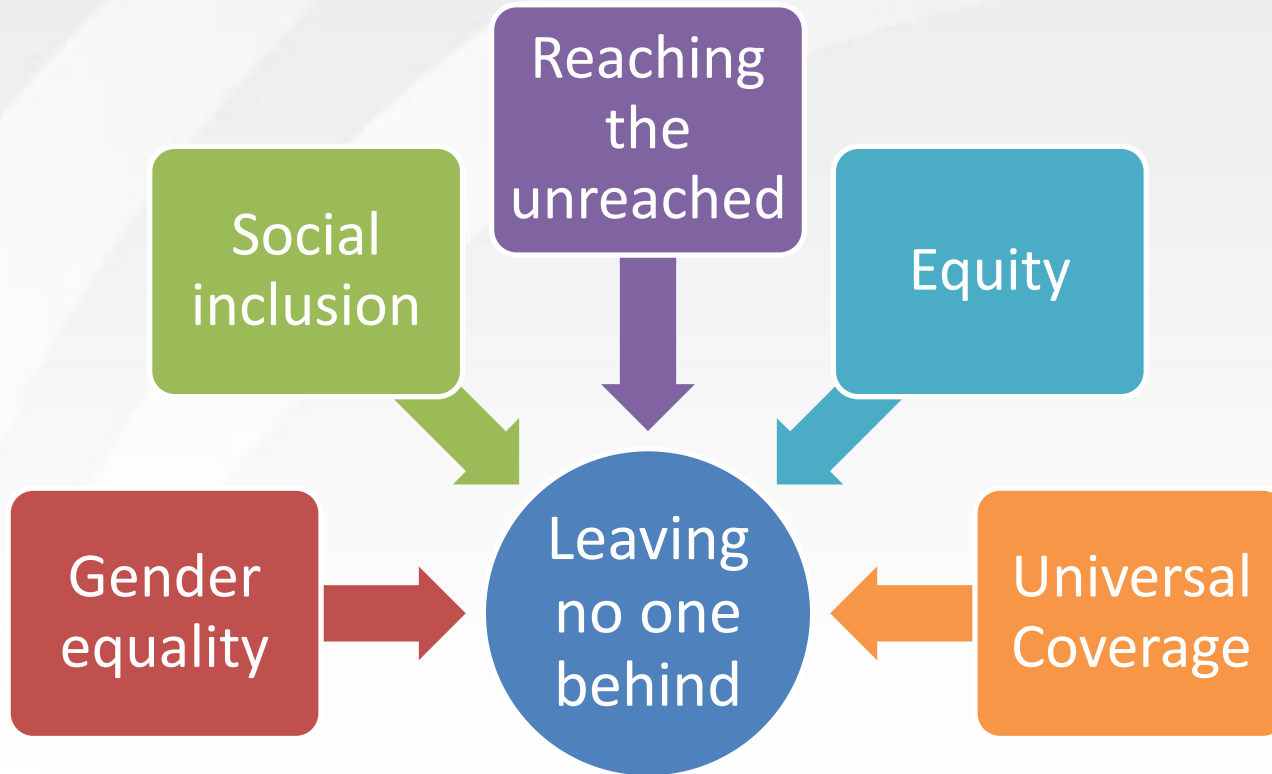 Reaching
the
unreached
Social
inclusion
Equity
Gender
equality
Leaving
no one
behind
Universal
Coverage